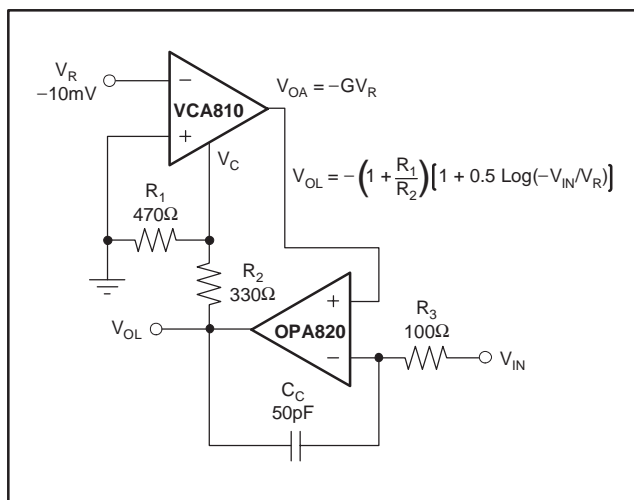 V_R
−10mV
−
VCA810
+
V_C
V_OA = −GV_R
V_OL = −(1 + R_1/R_2)[1 + 0.5 Log(−V_IN/V_R)]
R_1
470Ω
R_2
330Ω
V_OL
+
OPA820
−
R_3
100Ω
V_IN
C_C
50pF